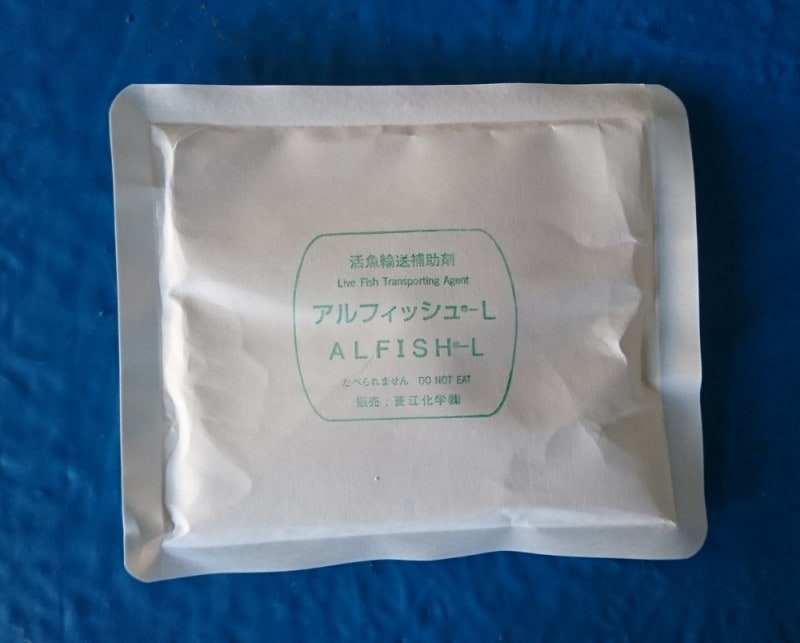 活魚輸送補助剤
Live Fish Transporting Agent
アルフィッシュ®-L
ALFISH®-L
たべられません DO NOT EAT
販売:菱江化学㈱